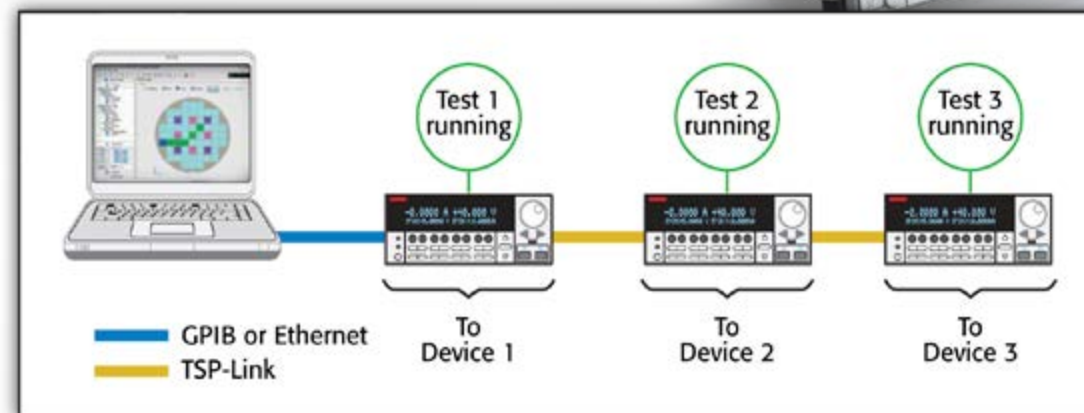 Test 1
running
Test 2
running
Test 3
running
To
Device 1
To
Device 2
To
Device 3
GPIB or Ethernet
TSP-Link